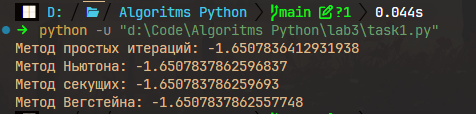 D: / / Algoritms Python main ?1 0.044s
python -u "d:\Code\Algoritms Python\lab3\task1.py"
Метод простых итераций: -1.6507836412931938
Метод Ньютона: -1.6507837862596837
Метод секущих: -1.650783786259693
Метод Вегстейна: -1.6507837862557748